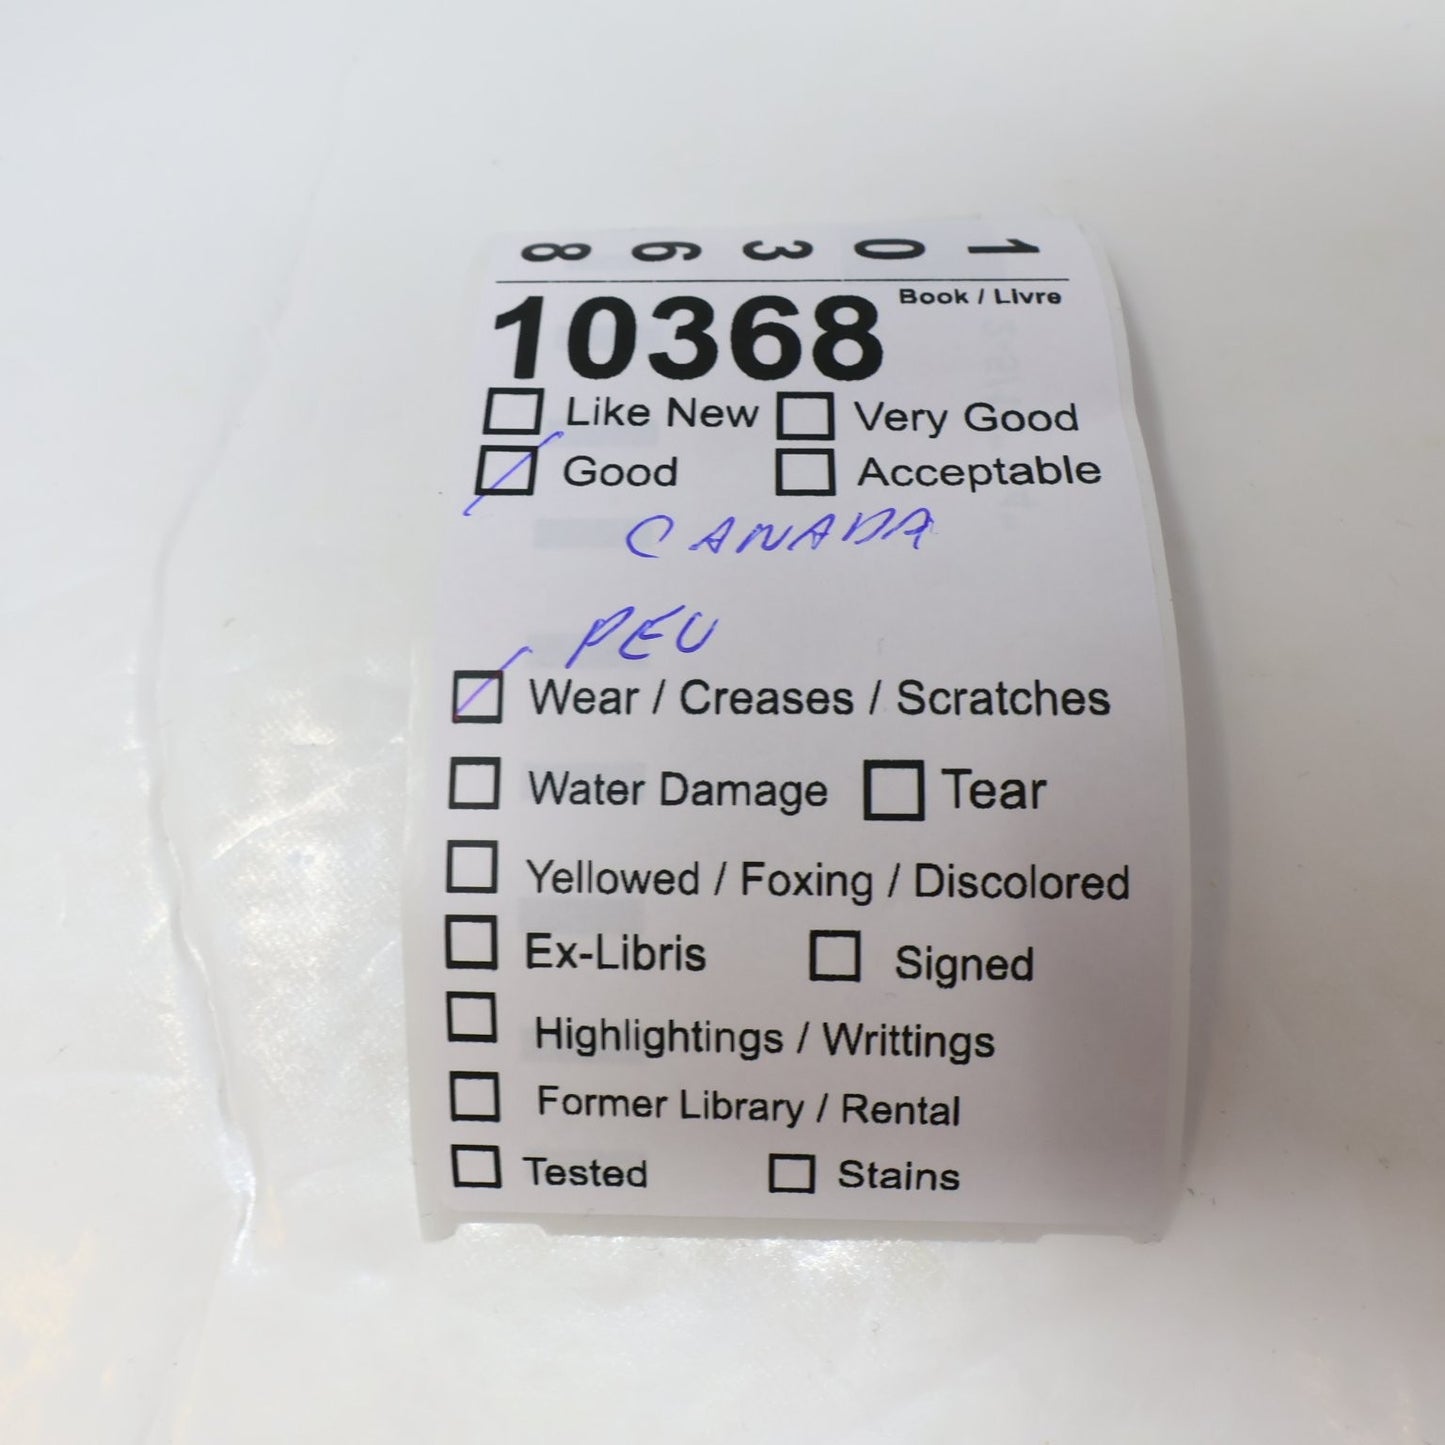 10368
10368 Book / Livre
Like New Very Good
Good Acceptable
CANADA
PEU
Wear / Creases / Scratches
Water Damage Tear
Yellowed / Foxing / Discolored
Ex-Libris Signed
Highlightings / Writtings
Former Library / Rental
Tested Stains